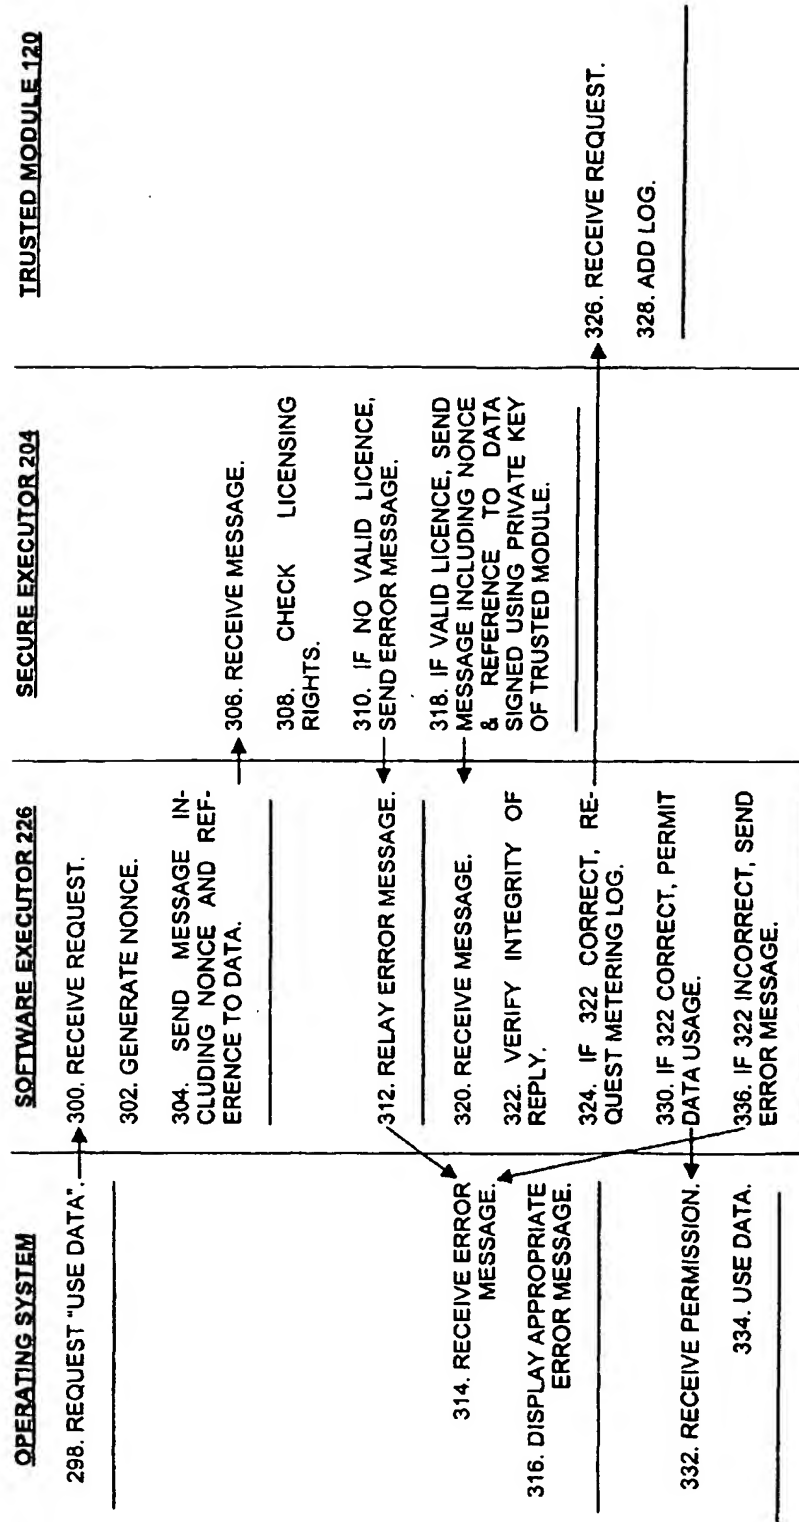 OPERATING SYSTEM
298. REQUEST "USE DATA".
314. RECEIVE ERROR
MESSAGE.
316. DISPLAY APPROPRIATE
ERROR MESSAGE.
332. RECEIVE PERMISSION.
334. USE DATA.
SOFTWARE EXECUTOR 226
300. RECEIVE REQUEST.
302. GENERATE NONCE.
304. SEND MESSAGE IN-
CLUDING NONCE AND REF-
ERENCE TO DATA.
312. RELAY ERROR MESSAGE.
320. RECEIVE MESSAGE.
322. VERIFY INTEGRITY OF
REPLY.
324. IF 322 CORRECT, RE-
QUEST METERING LOG.
330. IF 322 CORRECT, PERMIT
DATA USAGE.
336. IF 322 INCORRECT, SEND
ERROR MESSAGE.
SECURE EXECUTOR 204
306. RECEIVE MESSAGE.
308. CHECK LICENSING
RIGHTS.
310. IF NO VALID LICENCE,
SEND ERROR MESSAGE.
318. IF VALID LICENCE, SEND
MESSAGE INCLUDING NONCE
& REFERENCE TO DATA
SIGNED USING PRIVATE KEY
OF TRUSTED MODULE.
TRUSTED MODULE 120
326. RECEIVE REQUEST.
328. ADD LOG.